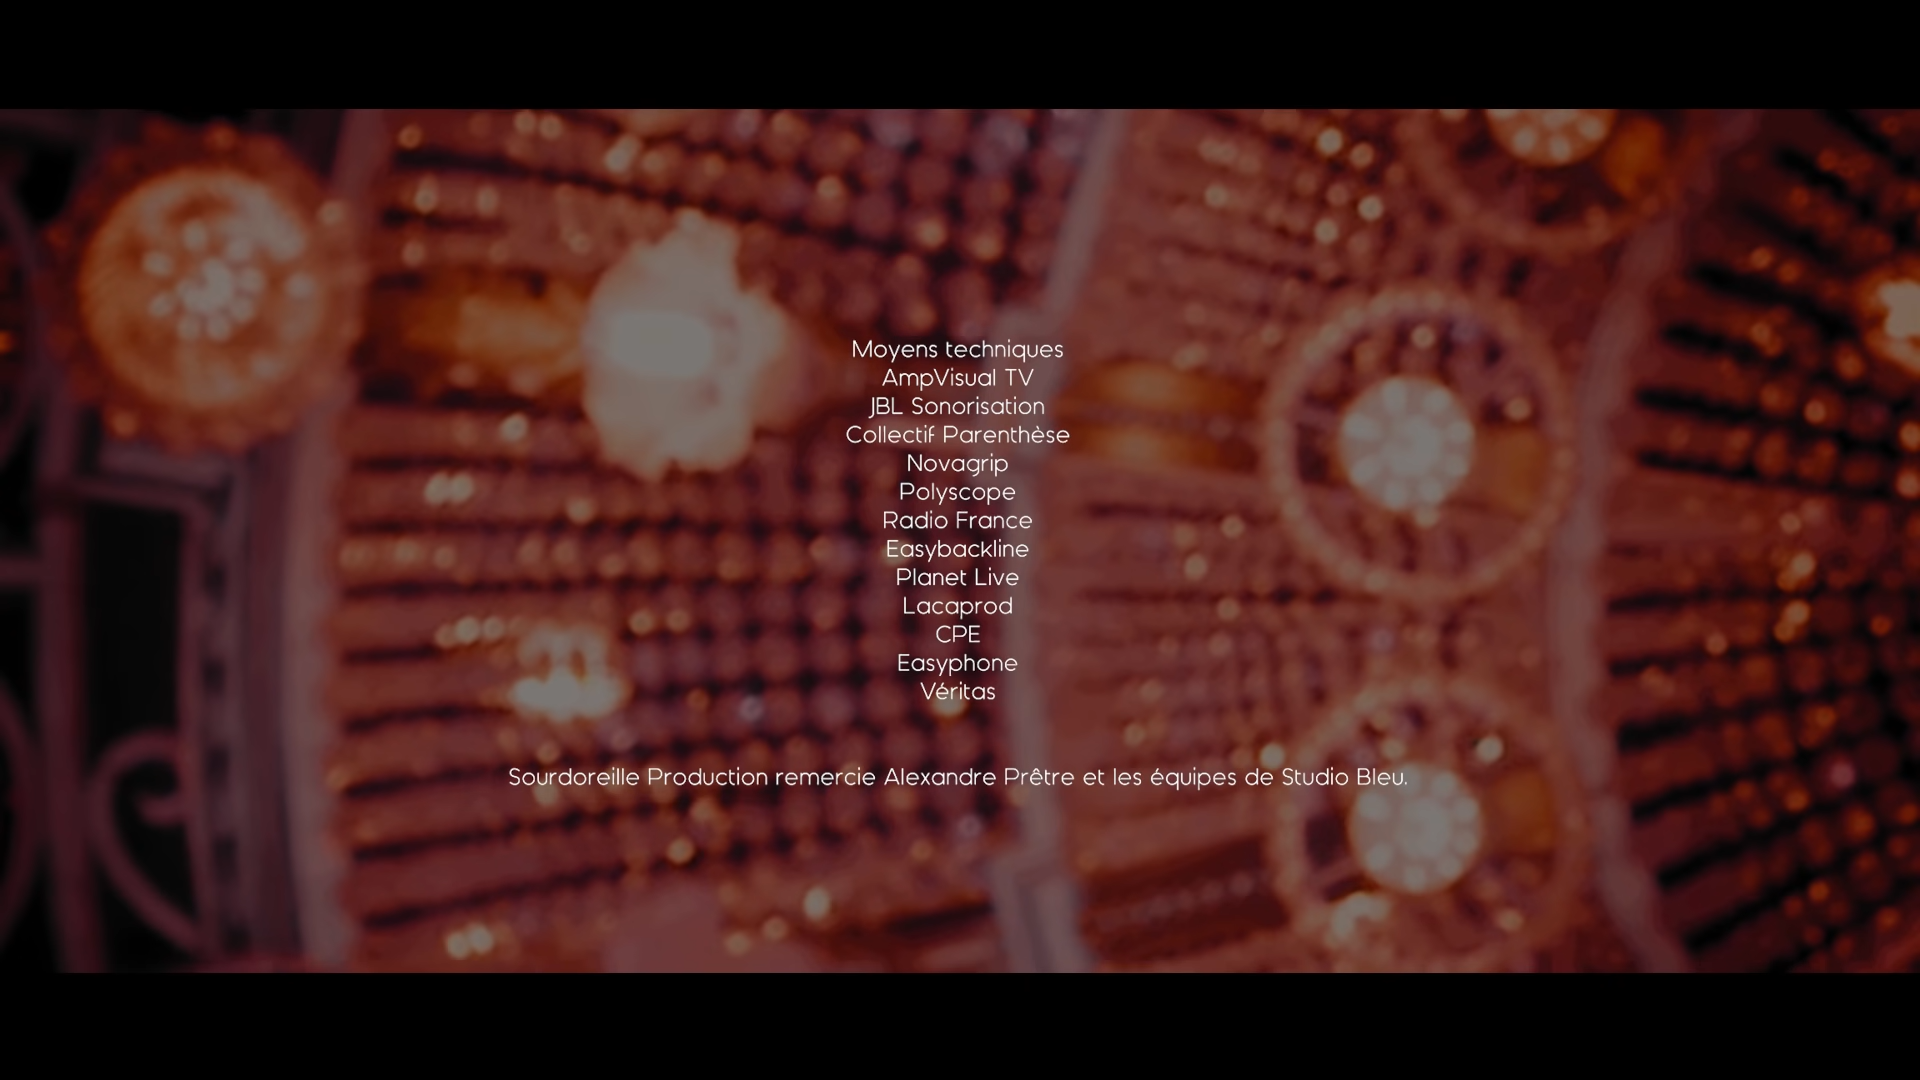 Moyens techniques
AmpVisual TV
JBL Sonorisation
Collectif Parenthèse
Novagrip
Polyscope
Radio France
Easybackline
Planet Live
Lacaprod
CPE
Easyphone
Véritas
Sourdoreille Production remercie Alexandre Prêtre et les équipes de Studio Bleu.